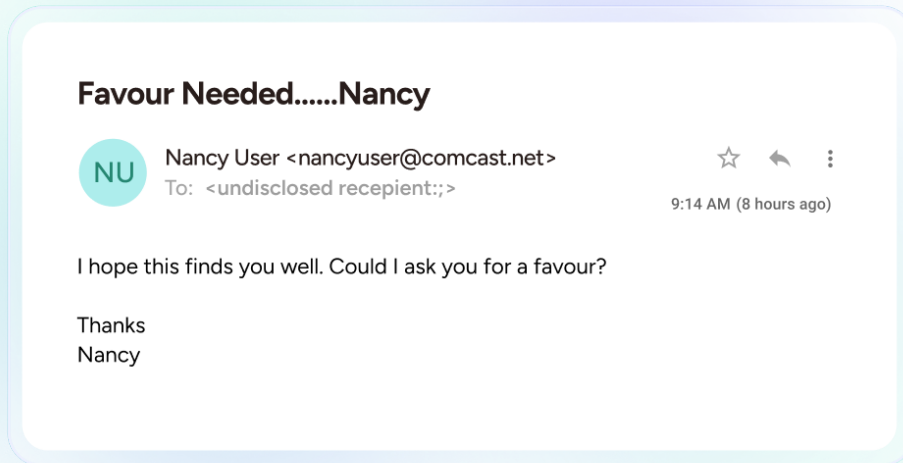 Favour Needed......Nancy
NU
Nancy User <nancyuser@comcast.net>
To: <undisclosed recepient:;>
9:14 AM (8 hours ago)
I hope this finds you well. Could I ask you for a favour?
Thanks
Nancy